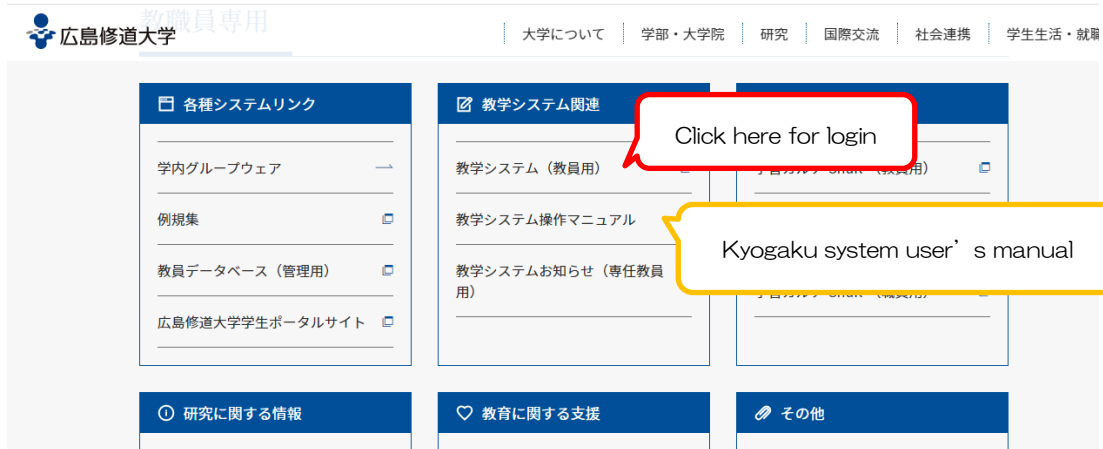 教職員専用
広島修道大学
大学について 学部・大学院 研究 国際交流 社会連携 学生生活・就職
各種システムリンク
学内グループウェア
例規集
教員データベース（管理用）
広島修道大学学生ポータルサイト
教学システム関連
教学システム（教員用）
教学システム操作マニュアル
教学システムお知らせ（専任教員
用）
Click here for login
Kyogaku system user’s manual
研究に関する情報
教育に関する支援
その他